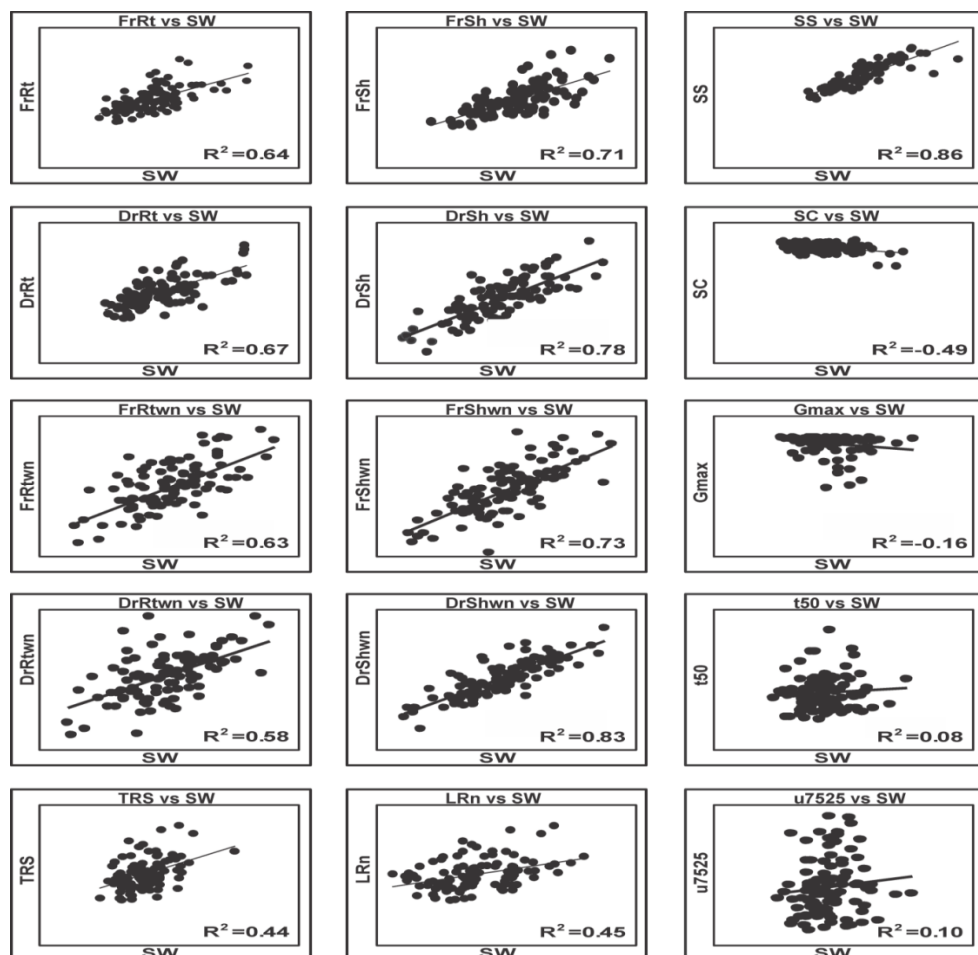 FrRt vs SW
FrRt
R²=0.64
SW
FrSh vs SW
FrSh
R²=0.71
SW
SS vs SW
SS
R²=0.86
SW
DrRt vs SW
DrRt
R²=0.67
SW
DrSh vs SW
DrSh
R²=0.78
SW
SC vs SW
SC
R²=-0.49
SW
FrRtwn vs SW
FrRtwn
R²=0.63
SW
FrShwn vs SW
FrShwn
R²=0.73
SW
Gmax vs SW
Gmax
R²=-0.16
SW
DrRtwn vs SW
DrRtwn
R²=0.58
SW
DrShwn vs SW
DrShwn
R²=0.83
SW
t50 vs SW
t50
R²=0.08
SW
TRS vs SW
TRS
R²=0.44
SW
LRn vs SW
LRn
R²=0.45
SW
u7525 vs SW
u7525
R²=0.10
SW